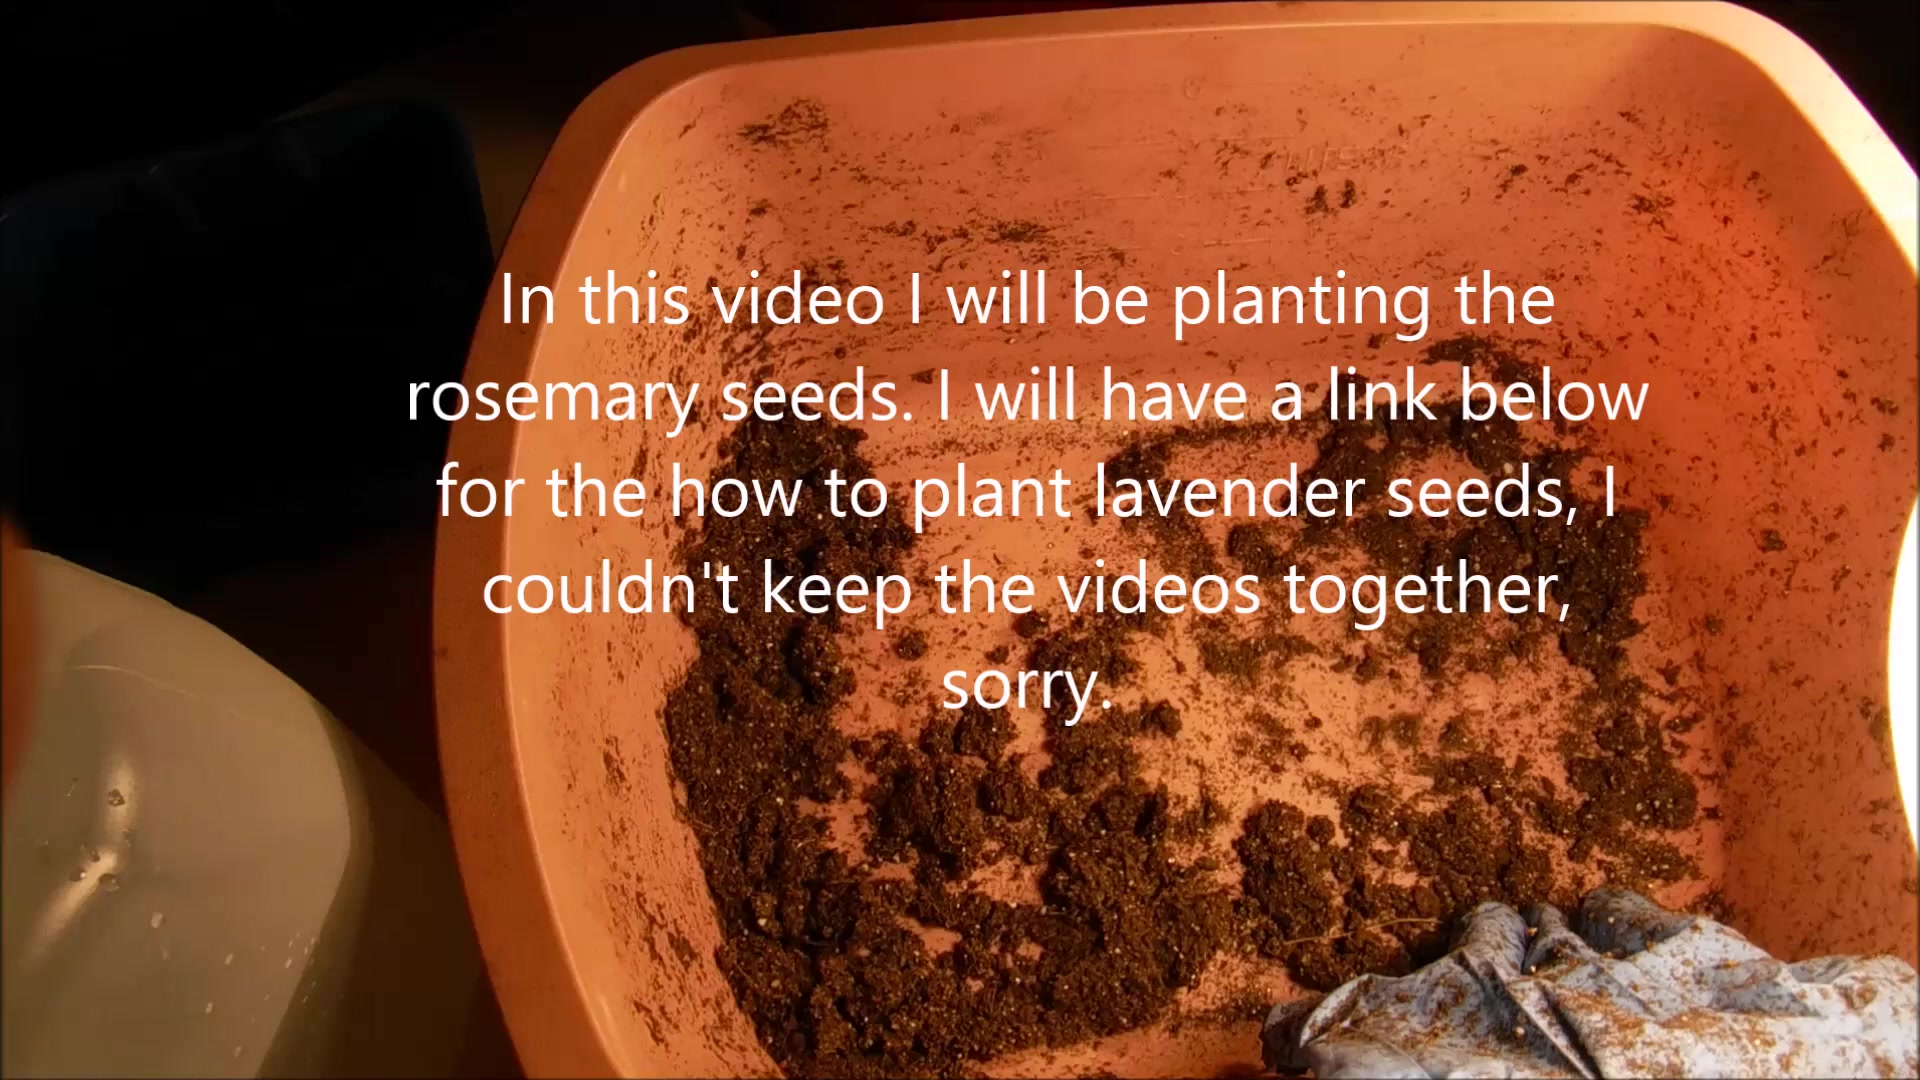 In this video I will be planting the
rosemary seeds. I will have a link below
for the how to plant lavender seeds, I
couldn't keep the videos together,
sorry.